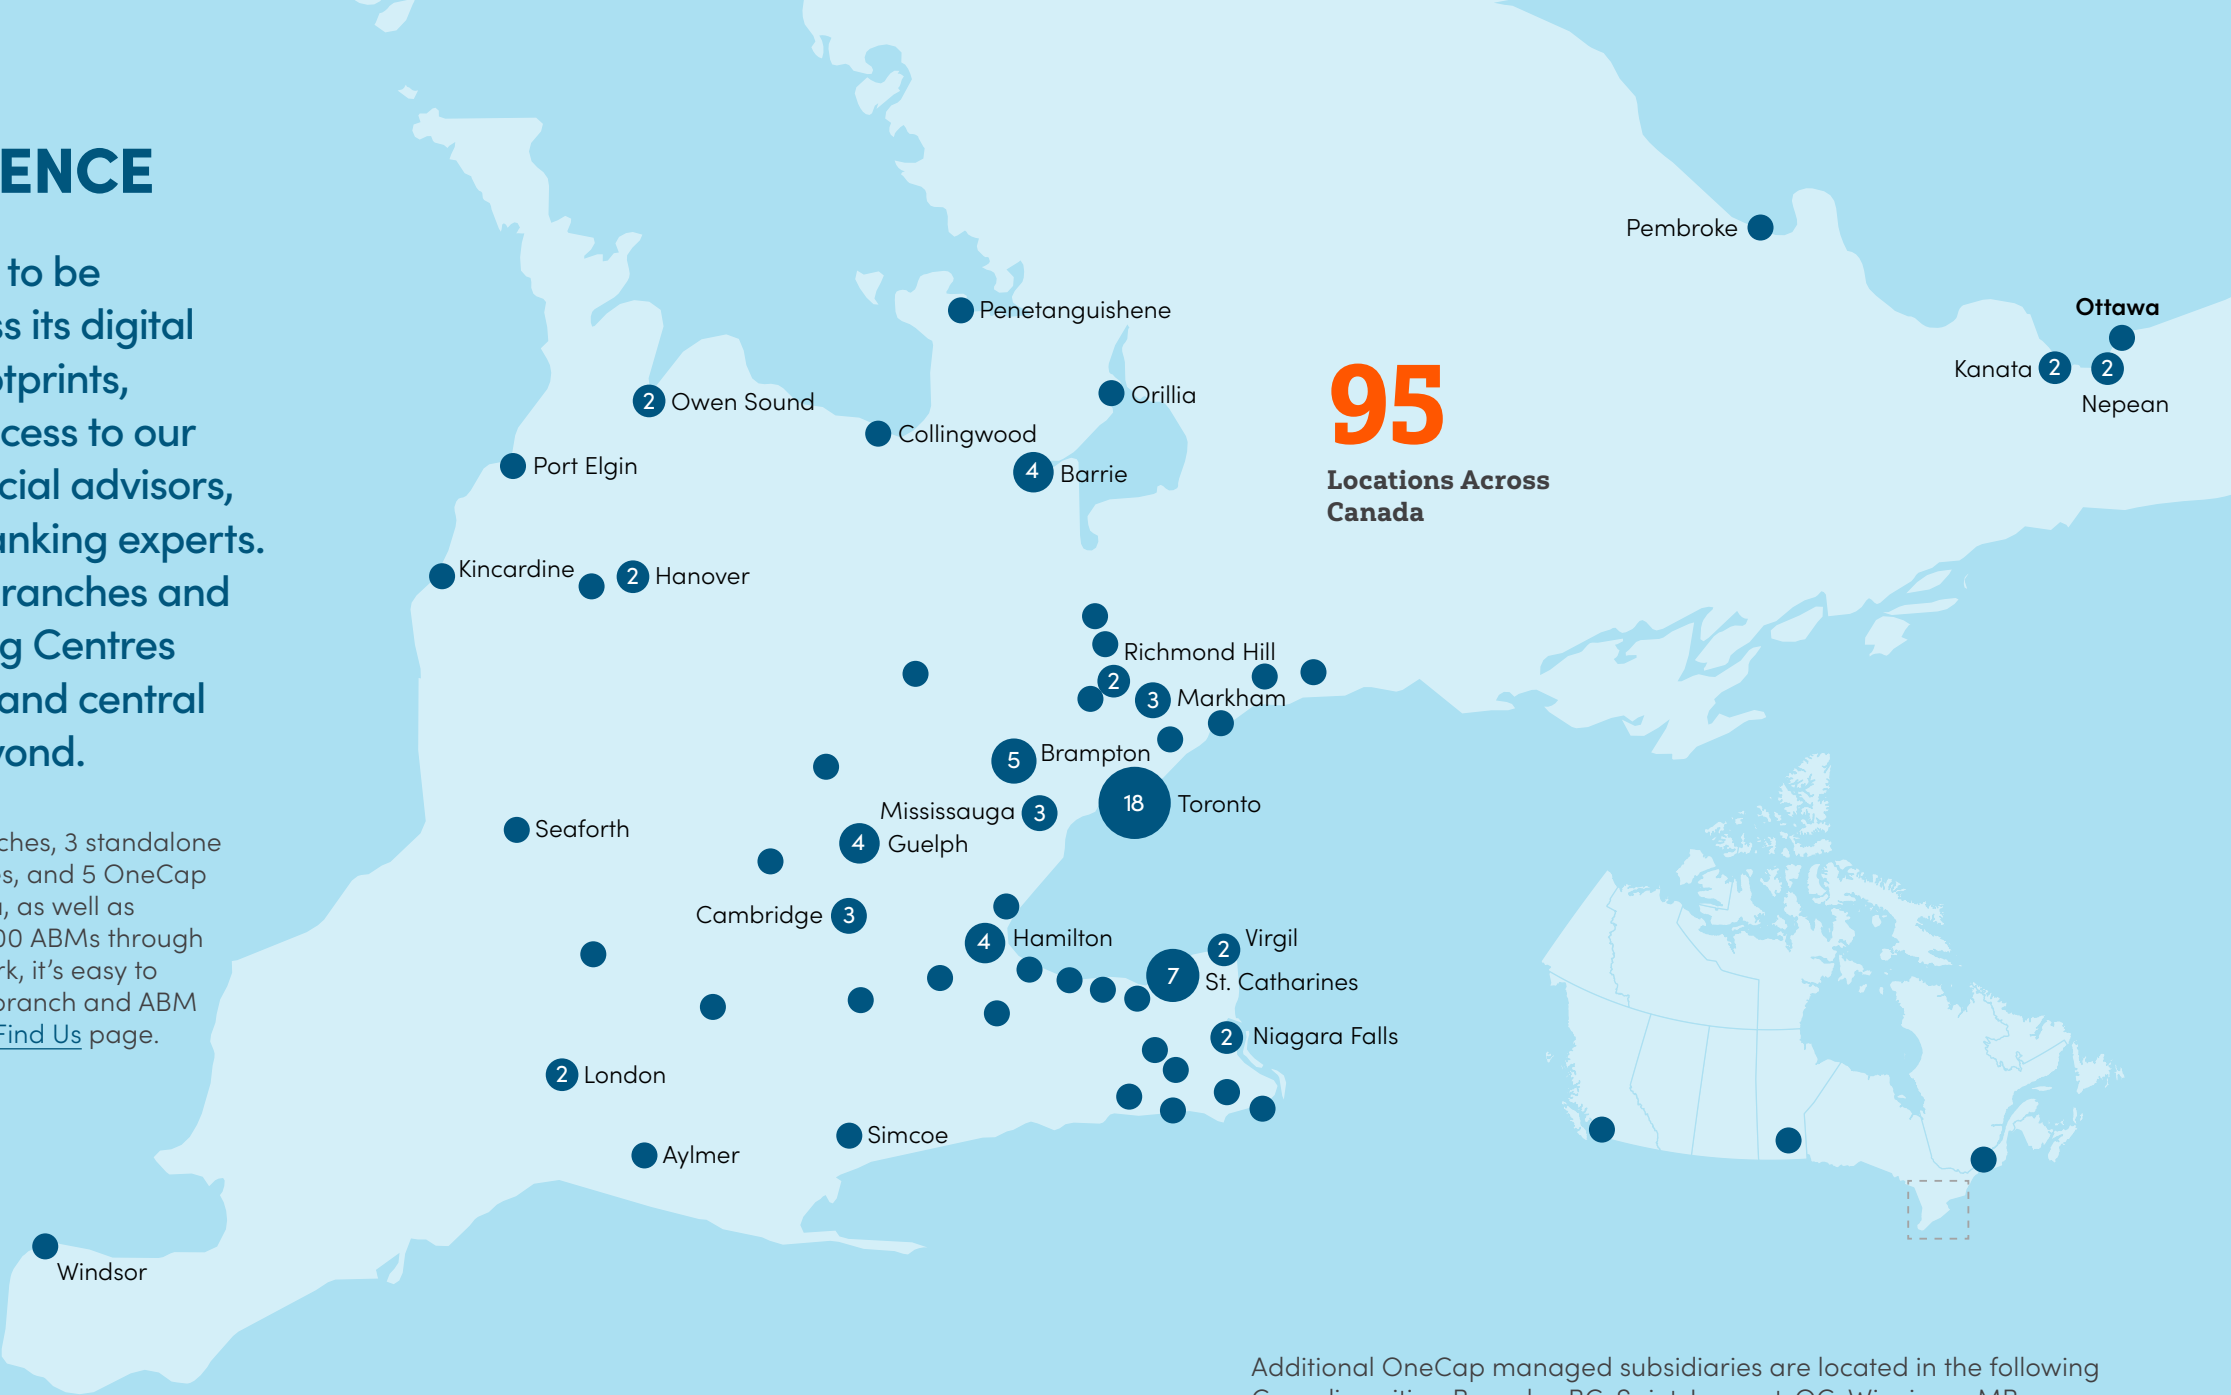 ENCE
to be
ss its digital
otprints,
cess to our
cial advisors,
anking experts.
ranches and
g Centres
and central
yond.
ches, 3 standalone
s, and 5 OneCap
, as well as
00 ABMs through
rk, it's easy to
branch and ABM
Find Us page.
Pembroke
Penetanguishene
Ottawa
Kanata 2
2
Nepean
95
Locations Across
Canada
2 Owen Sound
Orillia
Collingwood
Port Elgin
4 Barrie
Kincardine
2 Hanover
Richmond Hill
2
3 Markham
5 Brampton
18 Toronto
Mississauga 3
4 Guelph
Seaforth
Cambridge 3
4 Hamilton
2 Virgil
7 St. Catharines
2 Niagara Falls
2 London
Simcoe
Aylmer
Windsor
Additional OneCap managed subsidiaries are located in the following